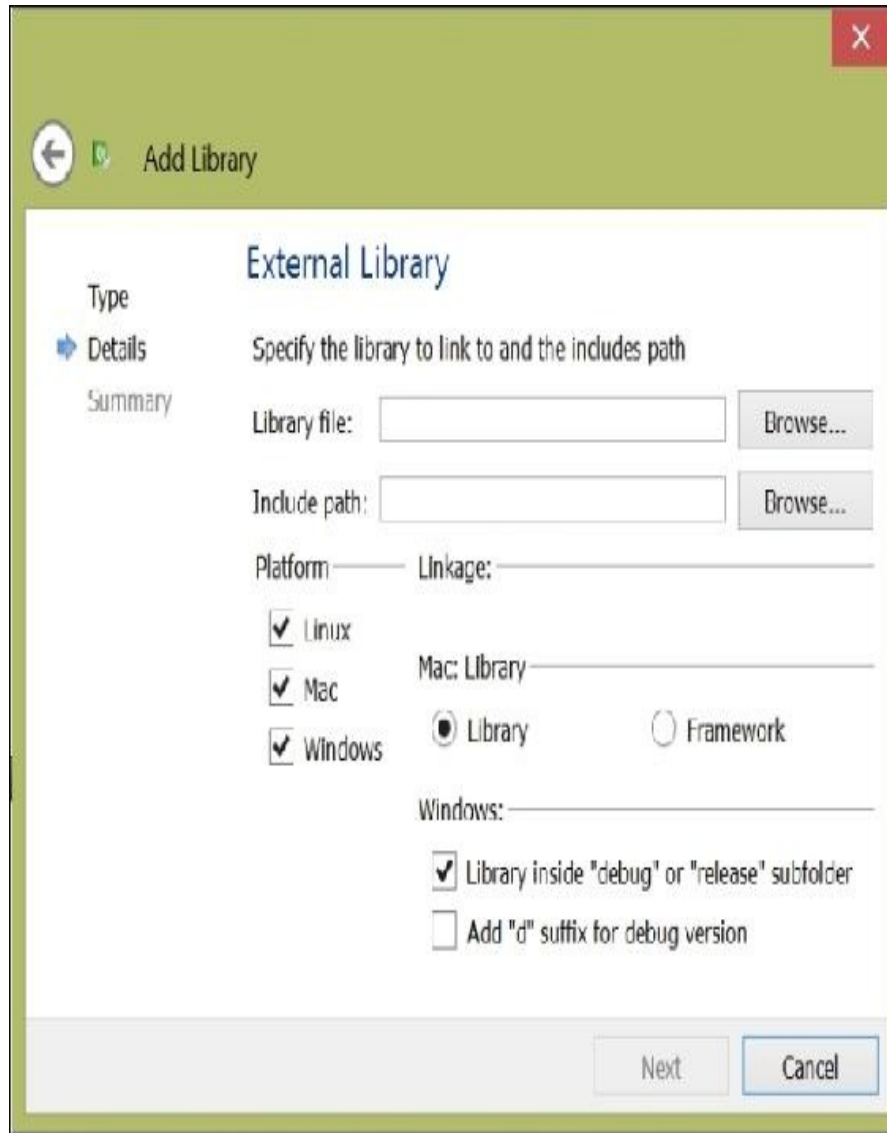 X
Add Library
Type
Details
Summary
External Library
Specify the library to link to and the includes path
Library file:
Browse...
Include path:
Browse...
Platform
Linux
Mac
Windows
Linkage:
Mac: Library
Library Framework
Windows:
Library inside "debug" or "release" subfolder
Add "d" suffix for debug version
Next Cancel